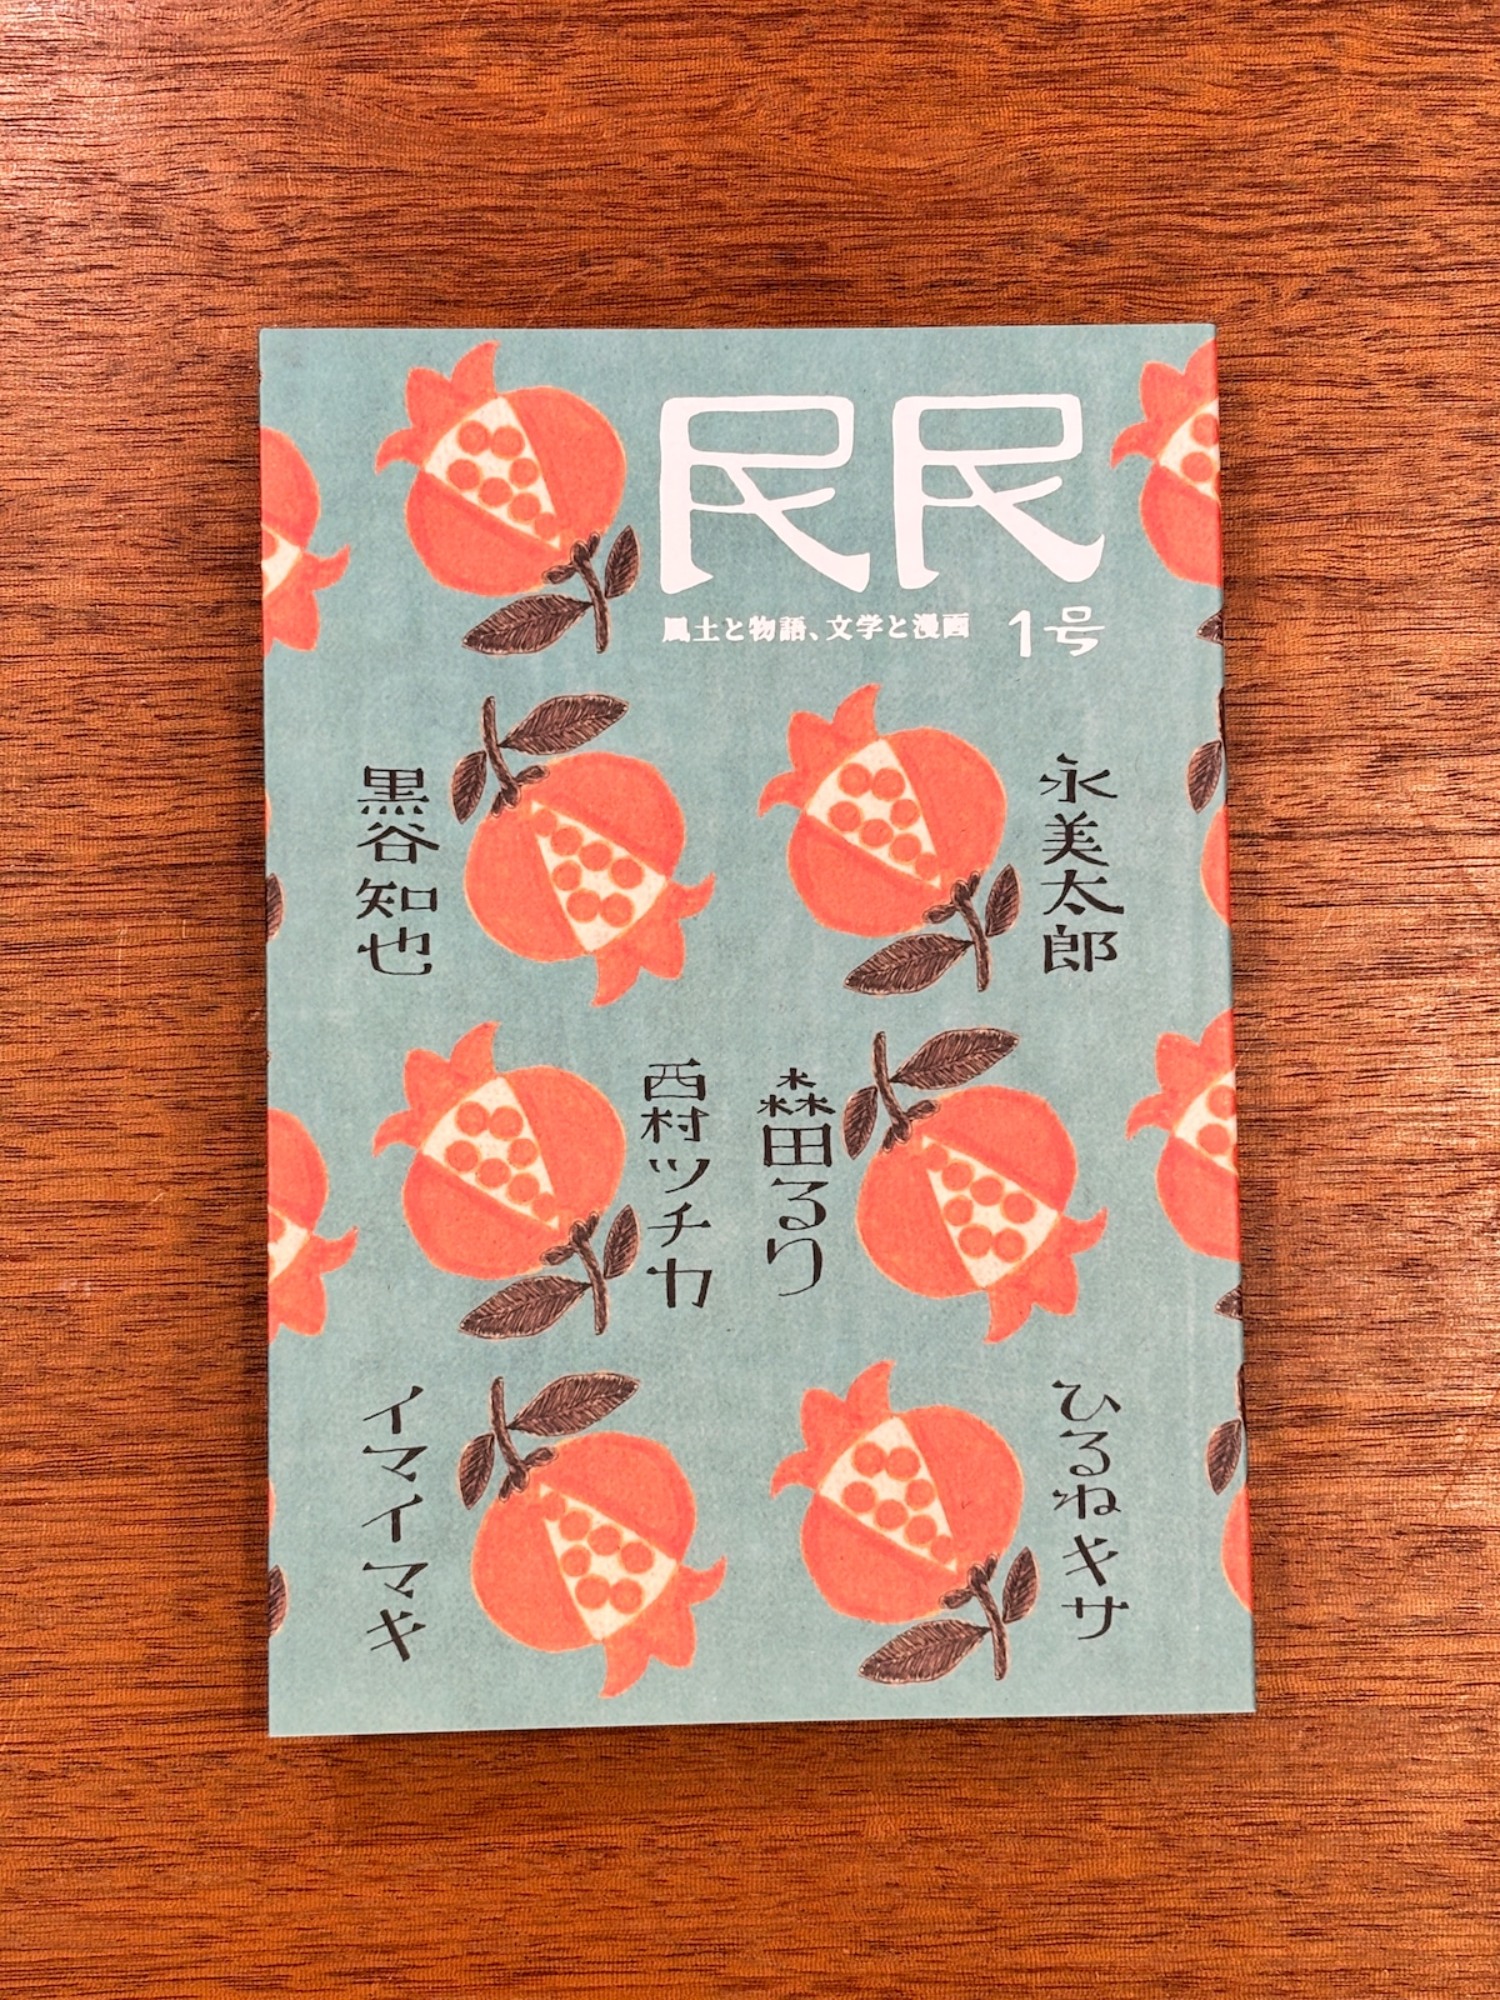 民民
風土と物語、文学と漫画 1号
永美太郎
黒谷知也
森田るり
西村ツチカ
ひるねキサ
イマイマキ